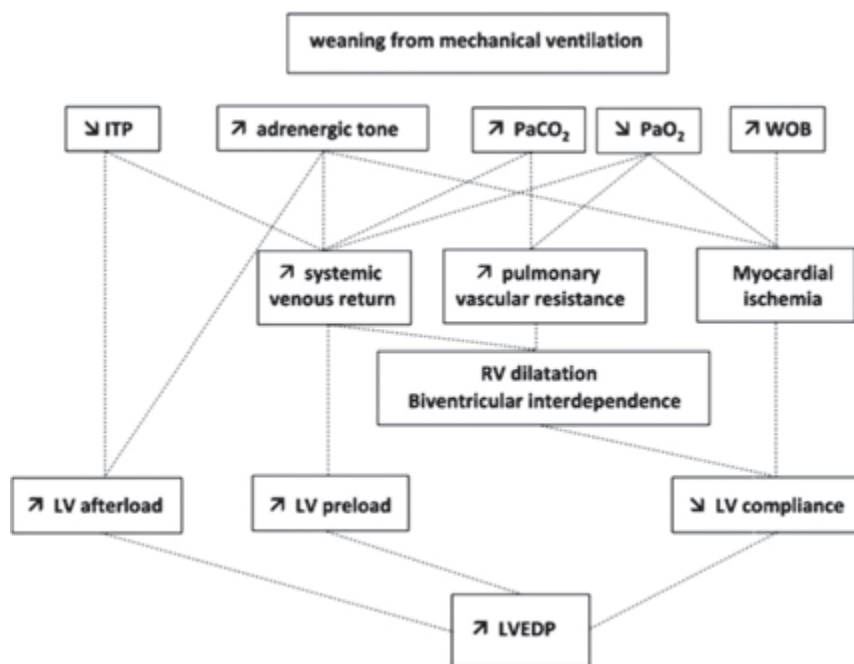 weaning from mechanical ventilation
↘ ITP
↗ adrenergic tone
↗ PaCO₂
↘ PaO₂
↗ WOB
↗ systemic
venous return
↗ pulmonary
vascular resistance
Myocardial
ischemia
RV dilatation
Biventricular interdependence
↗ LV afterload
↗ LV preload
↘ LV compliance
↗ LVEDP